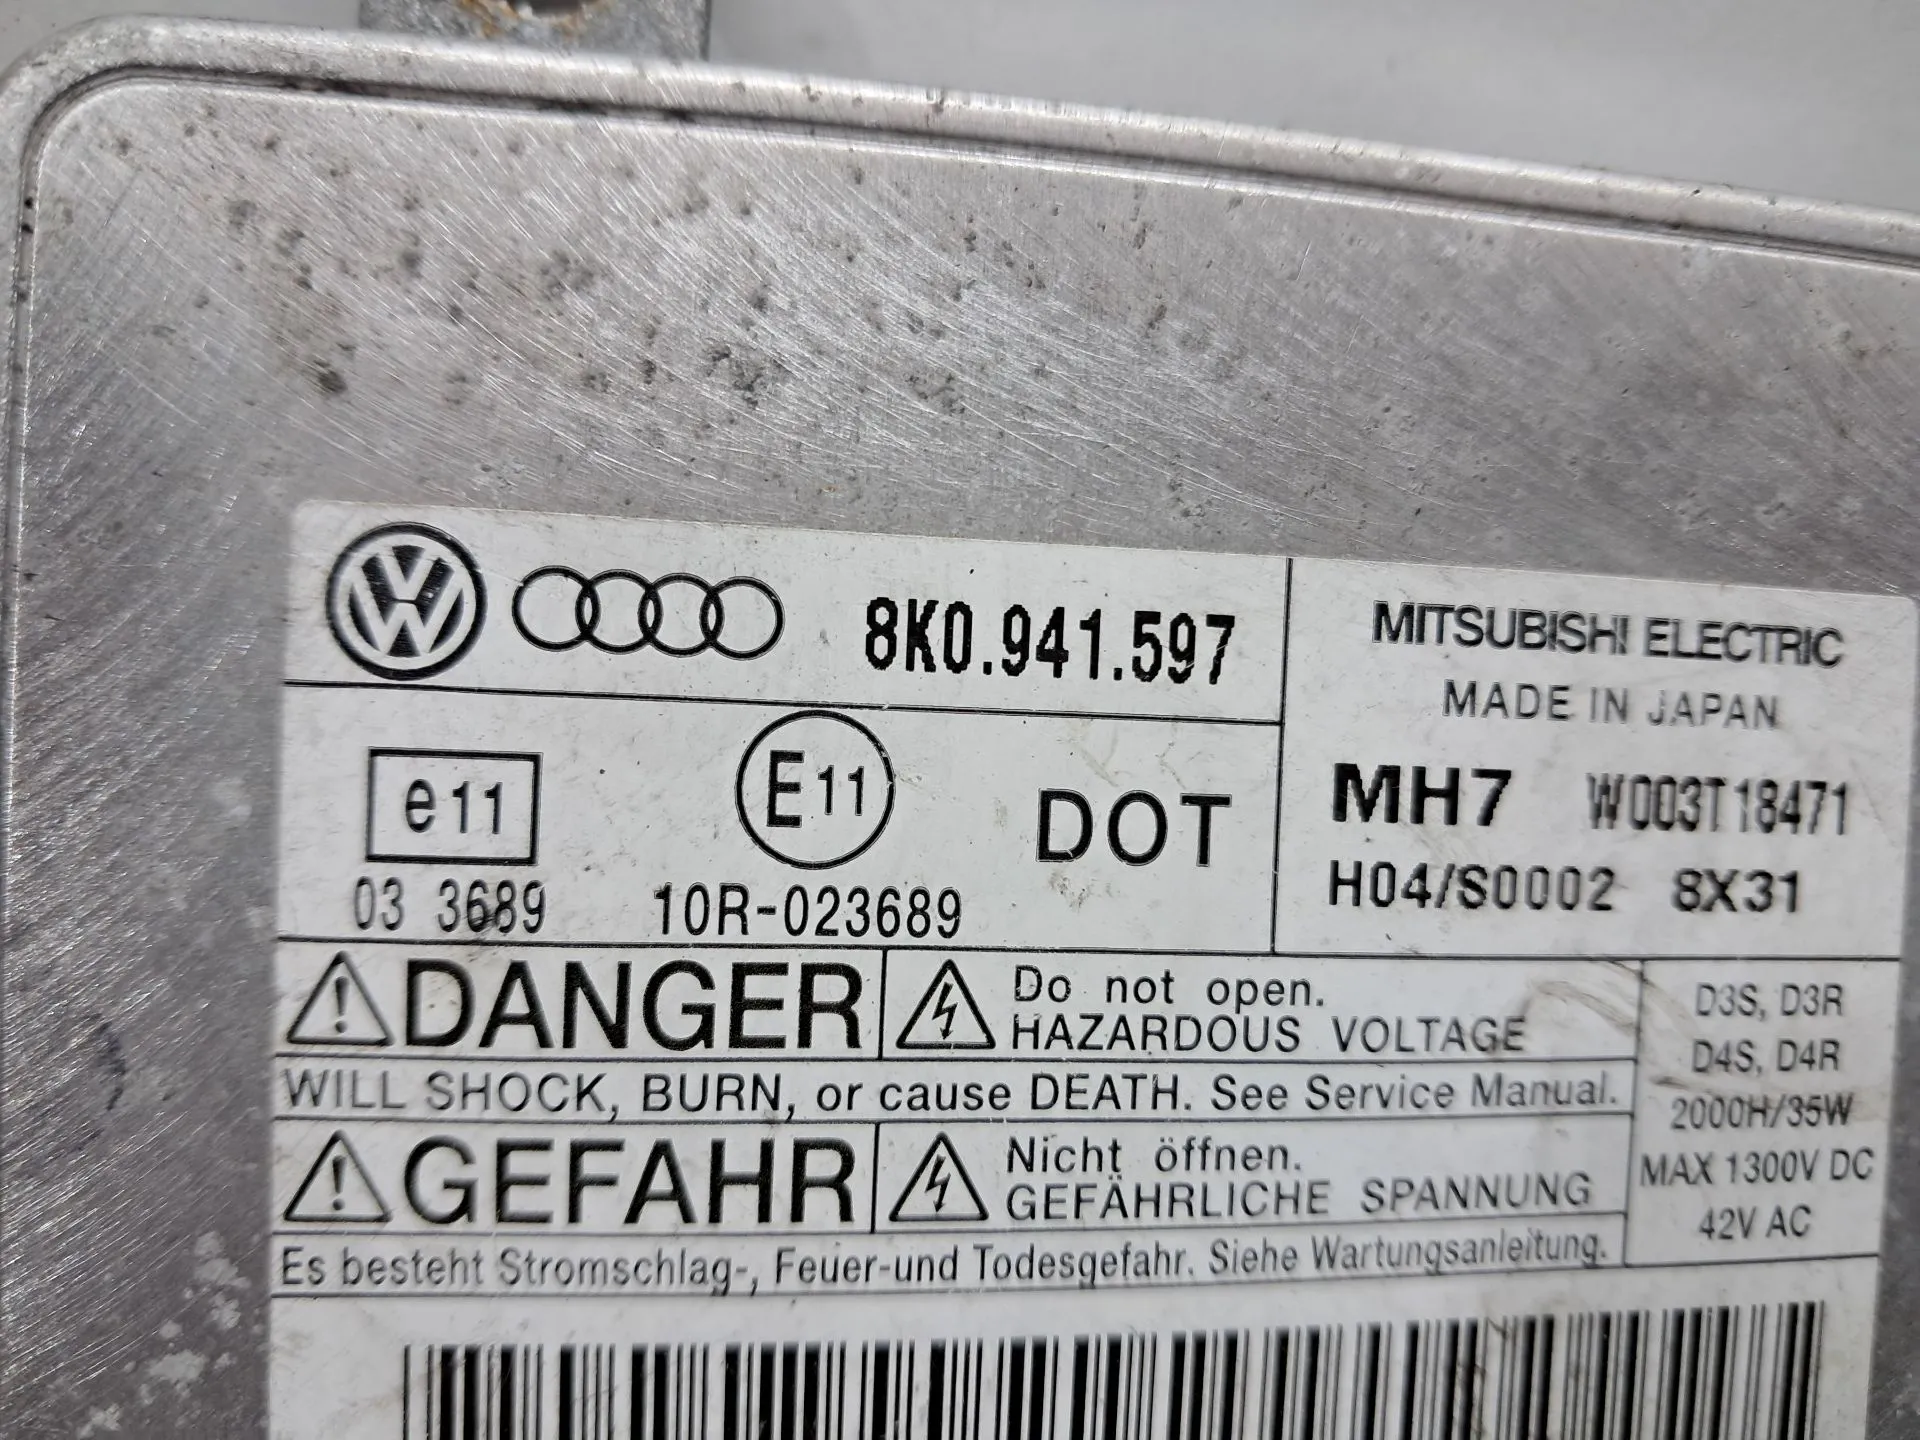 8K0.941.597
MITSUBISHI ELECTRIC
MADE IN JAPAN
e11
E11
DOT
MH7 W003T18471
03 3689 10R-023689
H04/S0002 8X31
DANGER
Do not open.
HAZARDOUS VOLTAGE
WILL SHOCK, BURN, or cause DEATH. See Service Manual.
GEFAHR
Nicht öffnen.
GEFÄHRLICHE SPANNUNG
Es besteht Stromschlag-, Feuer-und Todesgefahr. Siehe Wartungsanleitung.
D3S, D3R
D4S, D4R
2000H/35W
MAX 1300V DC
42V AC